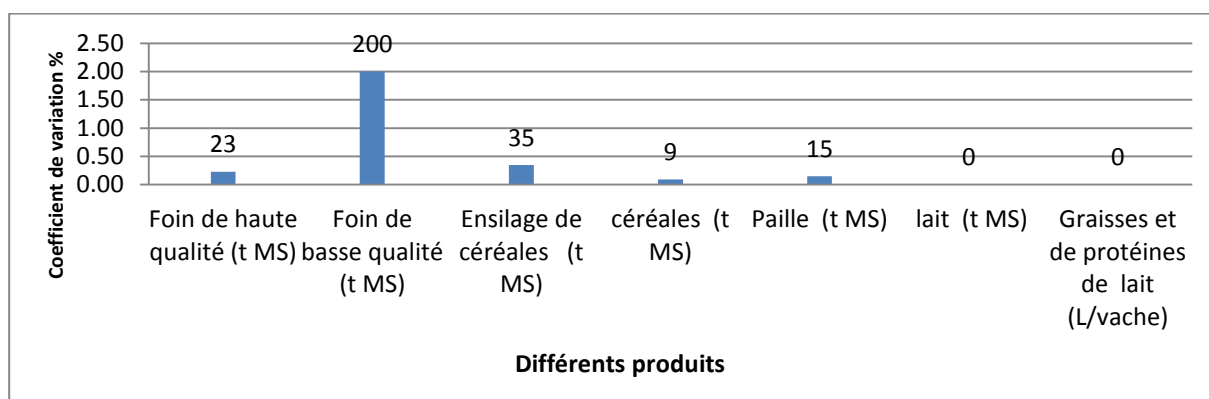 Coefficient de variation %
2.50
2.00
1.50
1.00
0.50
0.00
23
200
35
9
15
0
0
Foin de haute
qualité (t MS)
Foin de
basse qualité
(t MS)
Ensilage de
céréales (t
MS)
céréales (t
MS)
Paille (t MS)
lait (t MS)
Graisses et
de protéines
de lait
(L/vache)
Différents produits